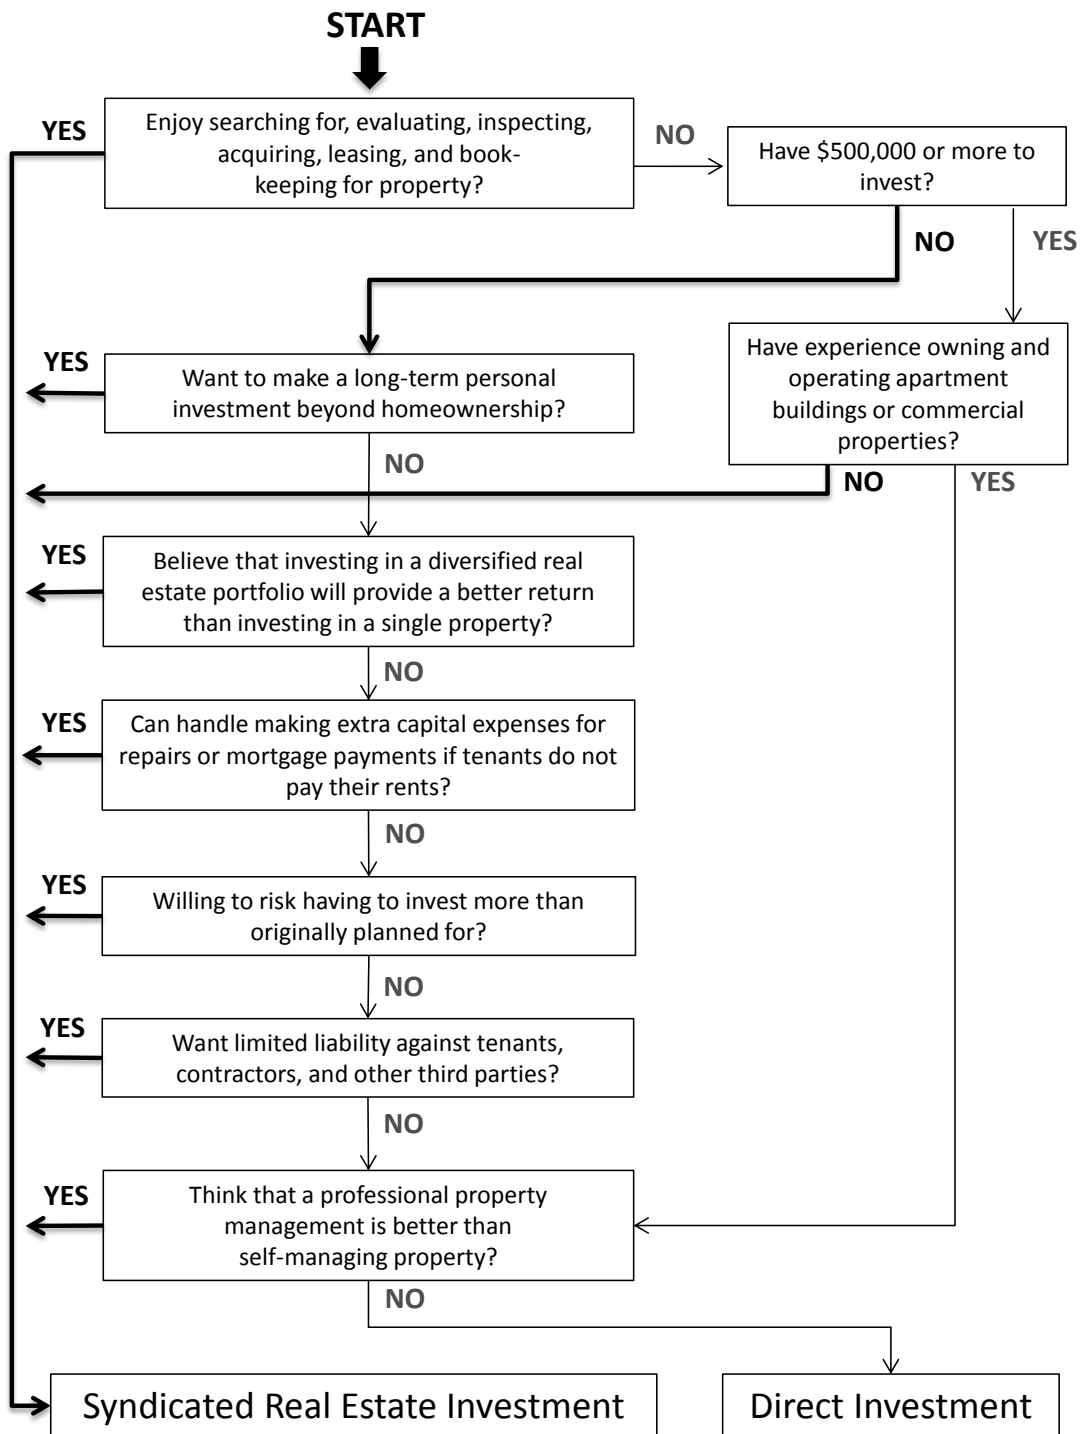 START
YES
Enjoy searching for, evaluating, inspecting,
acquiring, leasing, and book-
keeping for property?
NO
Have $500,000 or more to
invest?
NO
YES
YES
Want to make a long-term personal
investment beyond homeownership?
Have experience owning and
operating apartment
buildings or commercial
properties?
NO
NO
YES
YES
Believe that investing in a diversified real
estate portfolio will provide a better return
than investing in a single property?
NO
YES
Can handle making extra capital expenses for
repairs or mortgage payments if tenants do not
pay their rents?
NO
YES
Willing to risk having to invest more than
originally planned for?
NO
YES
Want limited liability against tenants,
contractors, and other third parties?
NO
YES
Think that a professional property
management is better than
self-managing property?
NO
Syndicated Real Estate Investment
Direct Investment